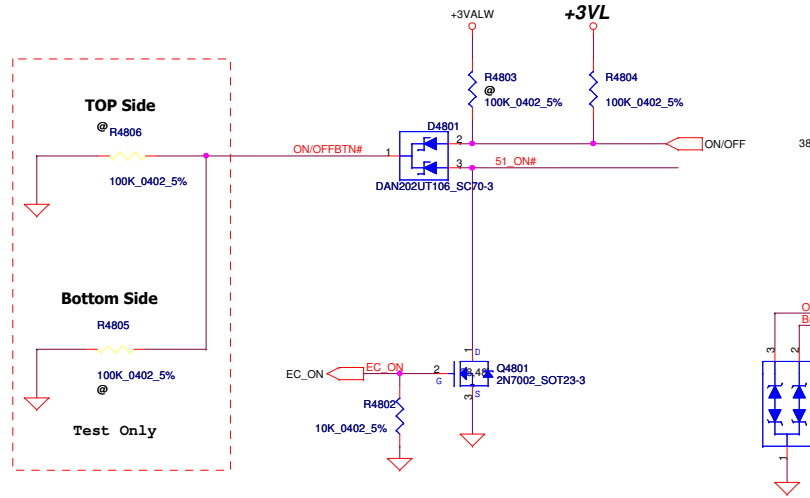 +3VALW
+3VL
R4803
@
100K_0402_5%
R4804
100K_0402_5%
TOP Side
@
R4806
100K_0402_5%
ON/OFFBTN#
D4801
1
2
3
DAN202UT106_SC70-3
ON/OFF
38
51_ON#
Bottom Side
R4805
100K_0402_5%
@
Test Only
EC_ON
EC_ON
2
G
1
D
Q4801
2N7002_SOT23-3
3
S
R4802
10K_0402_5%
O
B
3
2
1